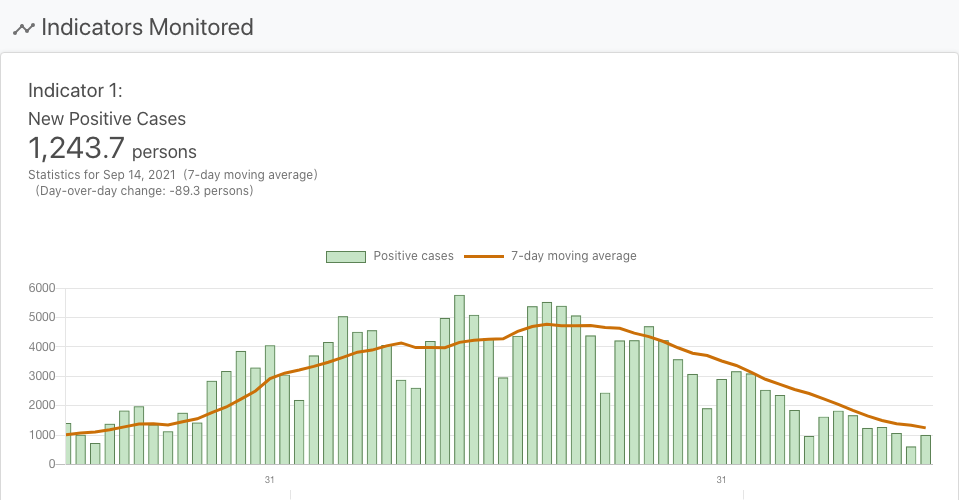 Indicators Monitored
Indicator 1:
New Positive Cases
1,243.7 persons
Statistics for Sep 14, 2021 (7-day moving average)
(Day-over-day change: -89.3 persons)
Positive cases 7-day moving average
6000
5000
4000
3000
2000
1000
0
31 31